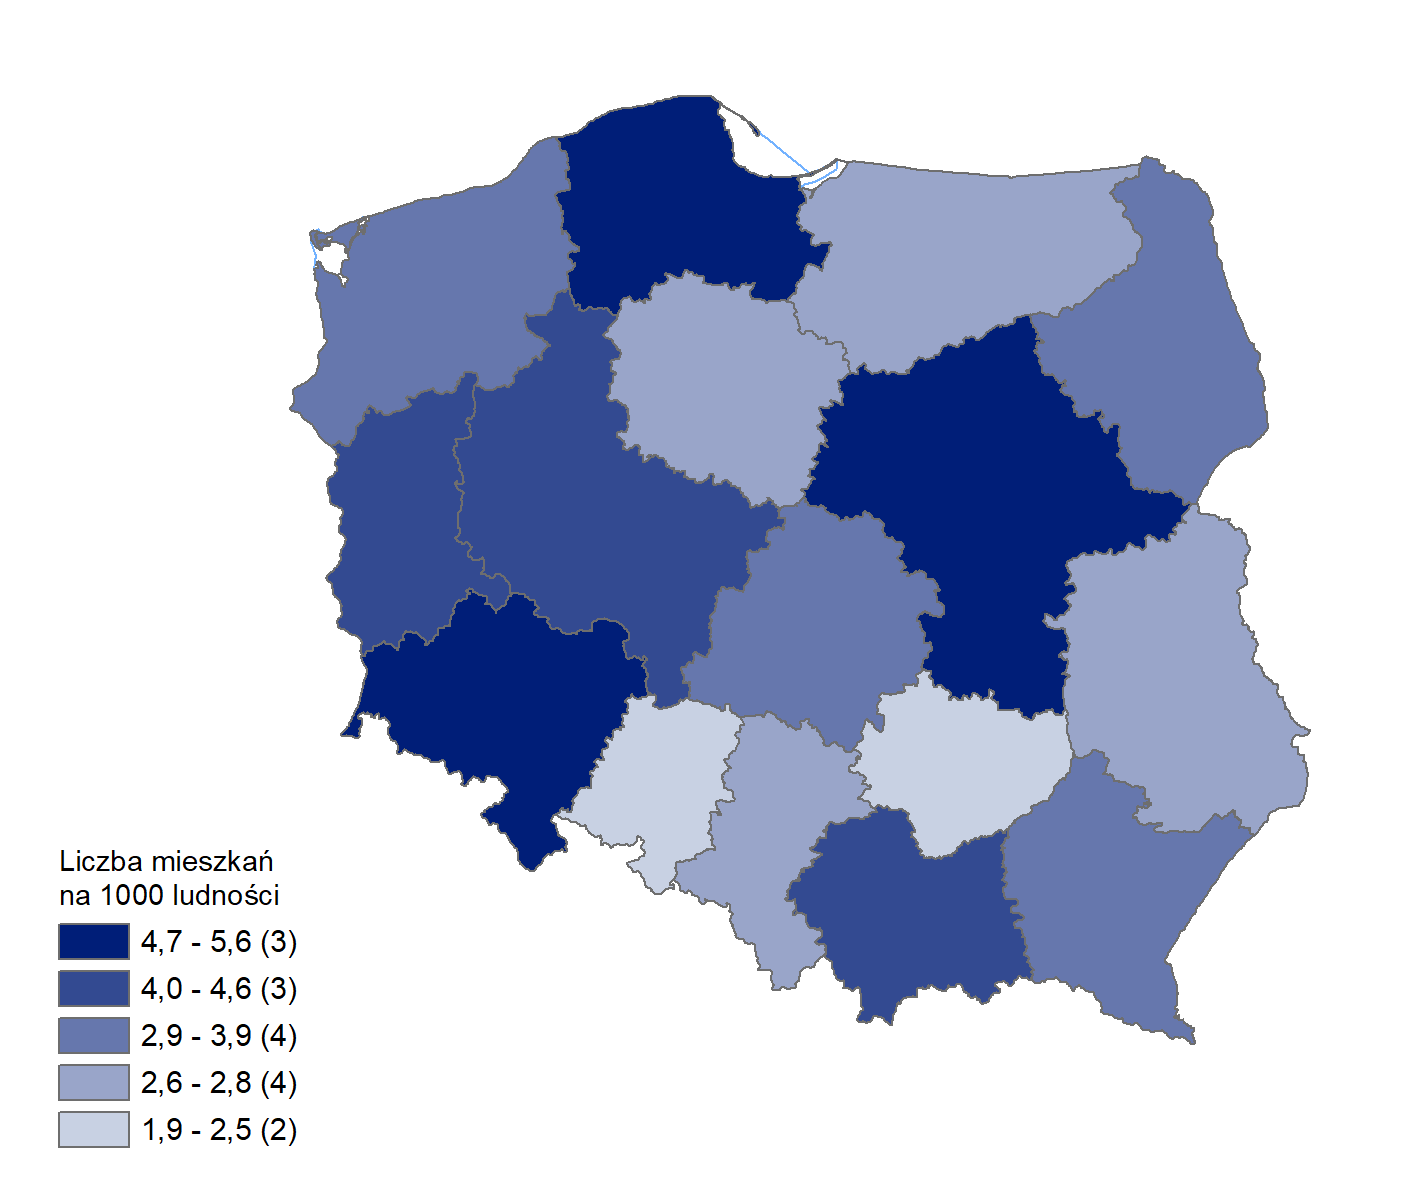 Liczba mieszkań
na 1000 ludności
4,7 - 5,6 (3)
4,0 - 4,6 (3)
2,9 - 3,9 (4)
2,6 - 2,8 (4)
1,9 - 2,5 (2)